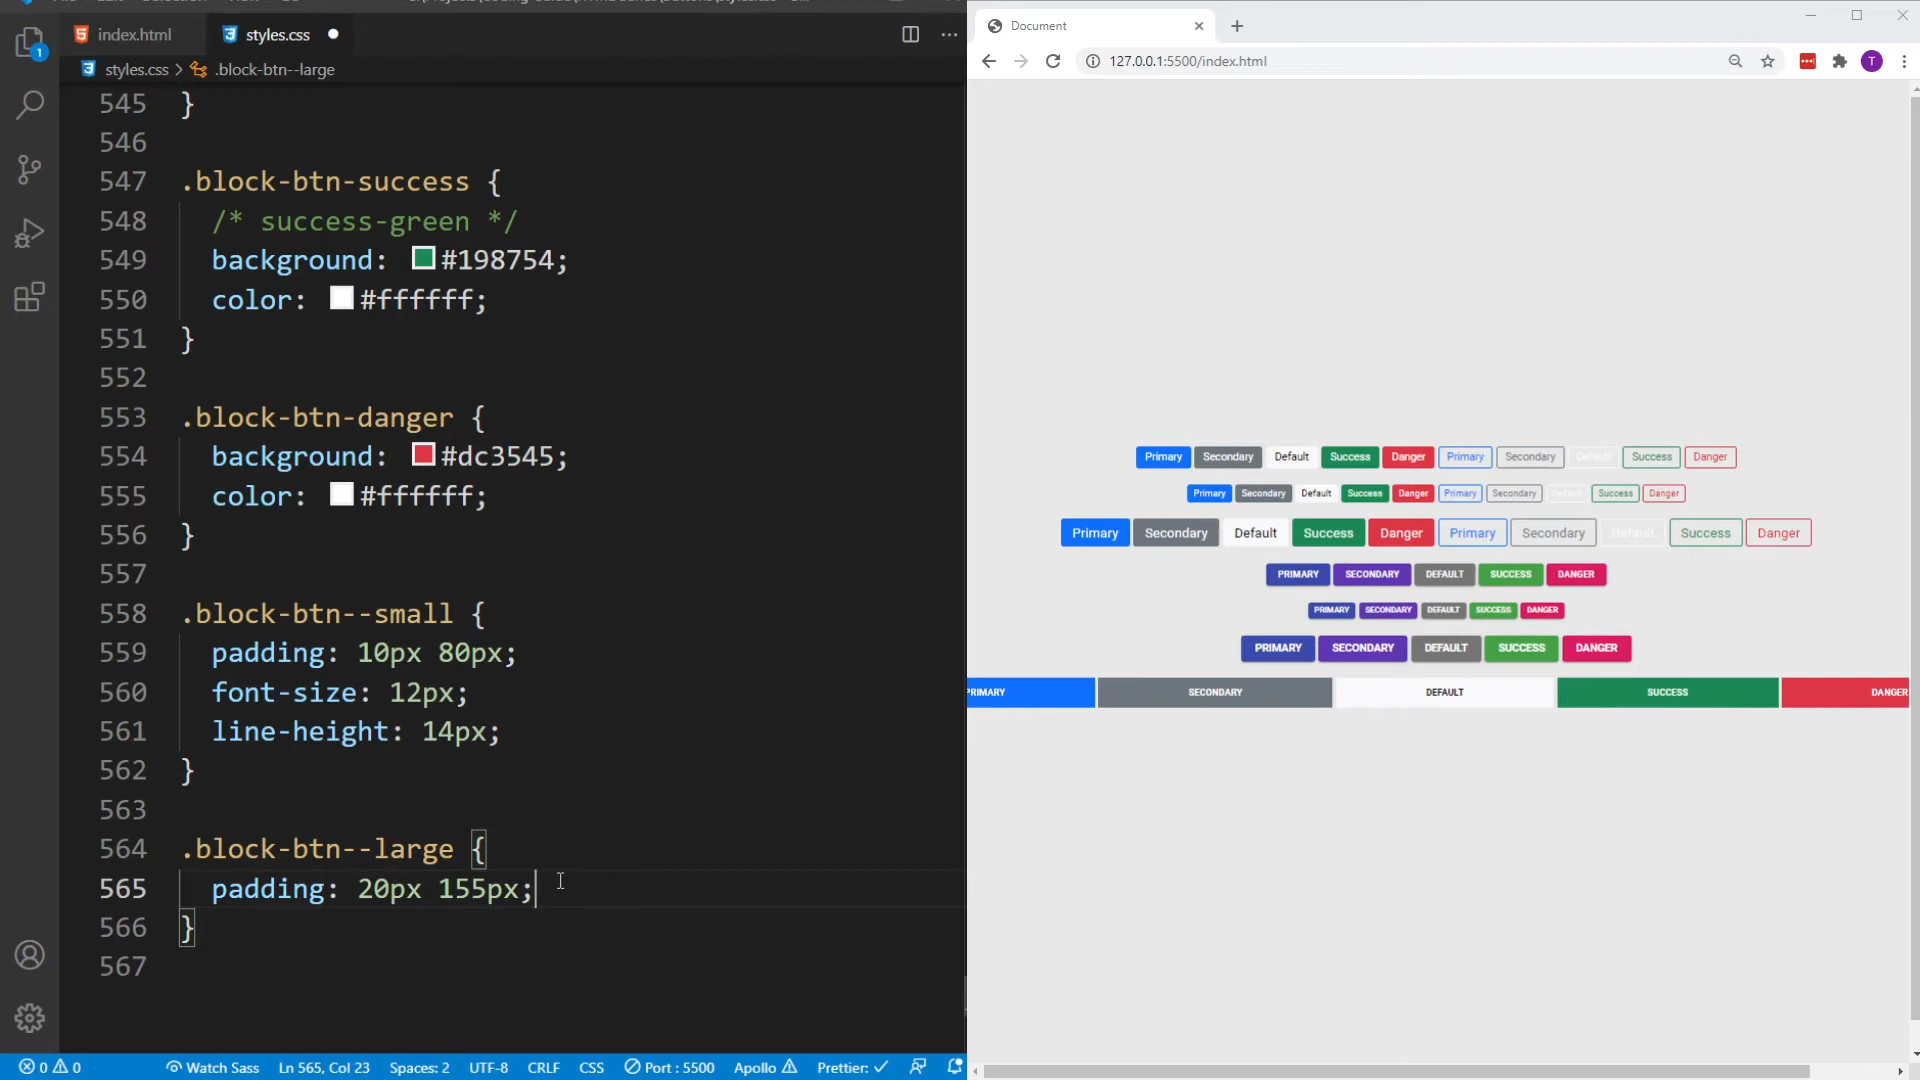 index.html
styles.css
styles.css > .block-btn--large
545 }
546
547 .block-btn-success {
548 /* success-green */
549 background: #198754;
550 color: #ffffff;
551 }
552
553 .block-btn-danger {
554 background: #dc3545;
555 color: #ffffff;
556 }
557
558 .block-btn--small {
559 padding: 10px 80px;
560 font-size: 12px;
561 line-height: 14px;
562 }
563
564 .block-btn--large {
565 padding: 20px 155px;
566 }
567
1
0 0 Watch Sass Ln 565, Col 23 Spaces: 2 UTF-8 CRLF CSS Port : 5500 Apollo Prettier: ✓
Document
127.0.0.1:5500/index.html T
Primary Secondary Default Success Danger Primary Secondary Default Success Danger
Primary Secondary Default Success Danger Primary Secondary Default Success Danger
Primary Secondary Default Success Danger Primary Secondary Default Success Danger
PRIMARY SECONDARY DEFAULT SUCCESS DANGER
PRIMARY SECONDARY DEFAULT SUCCESS DANGER
PRIMARY SECONDARY DEFAULT SUCCESS DANGER
PRIMARY SECONDARY DEFAULT SUCCESS DANGER